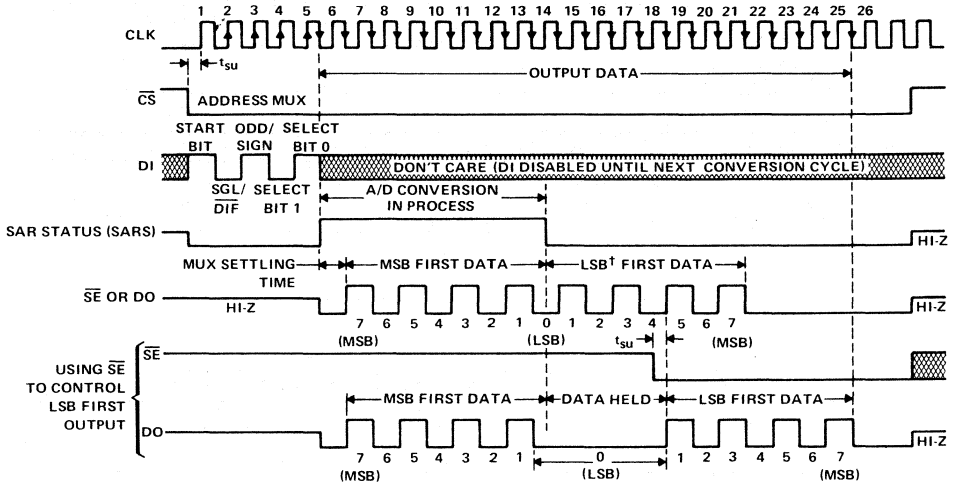 1 2 3 4 5 6 7 8 9 10 11 12 13 14 15 16 17 18 19 20 21 22 23 24 25 26
CLK
tsu
OUTPUT DATA
CS
ADDRESS MUX
START BIT
ODD/ SIGN
SELECT BIT 0
DI
DON'T CARE (DI DISABLED UNTIL NEXT CONVERSION CYCLE)
SGL/ DIF
SELECT BIT 1
A/D CONVERSION
IN PROCESS
SAR STATUS (SARS)
HI-Z
MUX SETTLING
TIME
MSB FIRST DATA
LSB† FIRST DATA
SE OR DO
HI-Z
HI-Z
7 6 5 4 3 2 1 0 1 2 3 4 5 6 7
(MSB) (LSB) (MSB)
tsu
SE
USING SE
TO CONTROL
LSB FIRST
OUTPUT
MSB FIRST DATA
DATA HELD
LSB FIRST DATA
DO
HI-Z
7 6 5 4 3 2 1 0 1 2 3 4 5 6 7
(MSB) (LSB) (MSB)